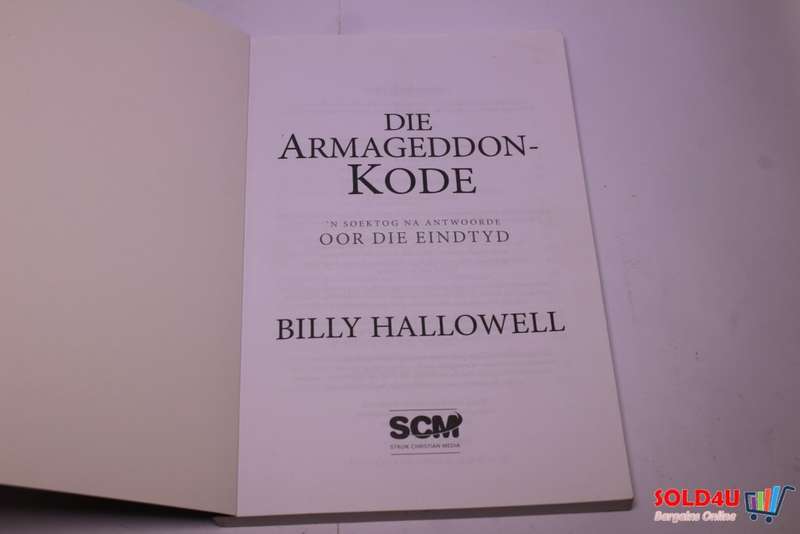 DIE
ARMAGEDDON-
KODE
'N SOEKTOG NA ANTWOORDE
OOR DIE EINDTYD
BILLY HALLOWELL
SCM
STRUIK CHRISTIAN MEDIA
SOLD4U
Bargains Online